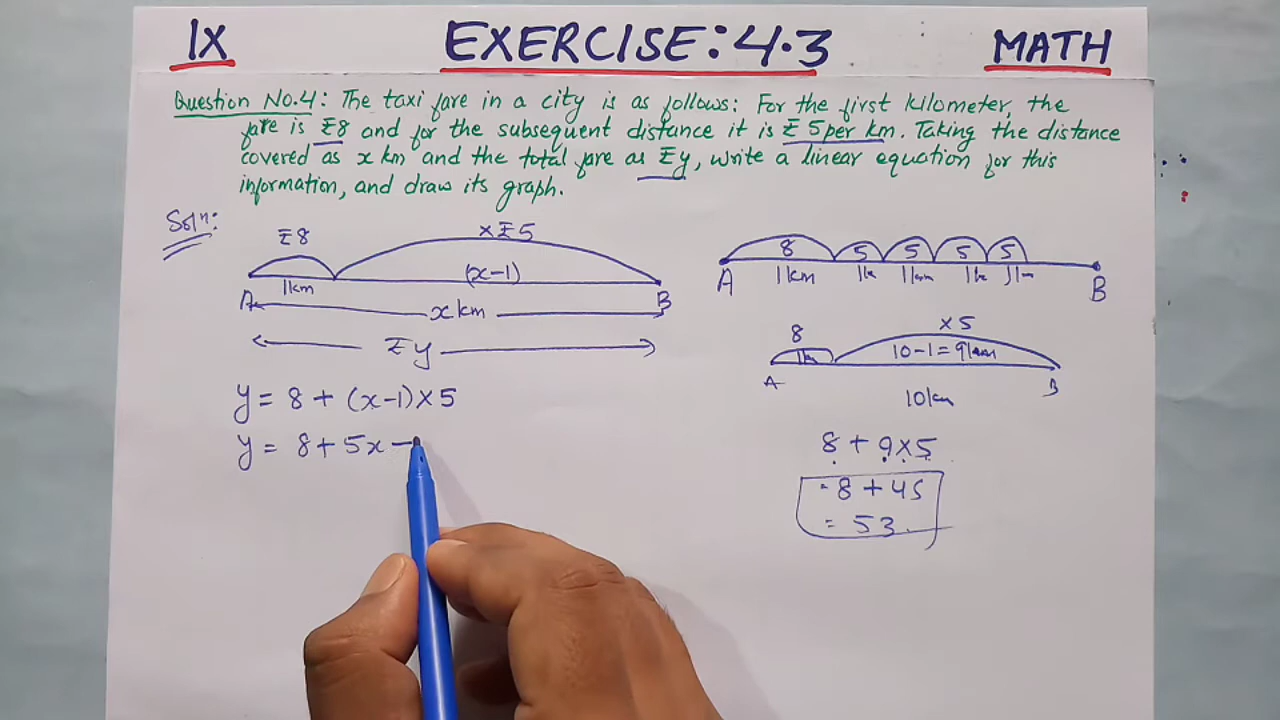 IX EXERCISE: 4.3 MATH
Question No.4: The taxi fare in a city is as follows: For the first kilometer, the
fare is ₹8 and for the subsequent distance it is ₹ 5 per km. Taking the distance
covered as x km and the total fare as ₹y, write a linear equation for this
information, and draw its graph.
Solⁿ:
₹8 ×₹5
1km (x-1)
A B
x km
₹y
y = 8 + (x-1)×5
y = 8 + 5x -
8 5 5 5 5
1km 1k 1km 1k 1km
A B
8 ×5
1k 10-1=9km
A B
10km
8 + 9×5
= 8 + 45
= 53